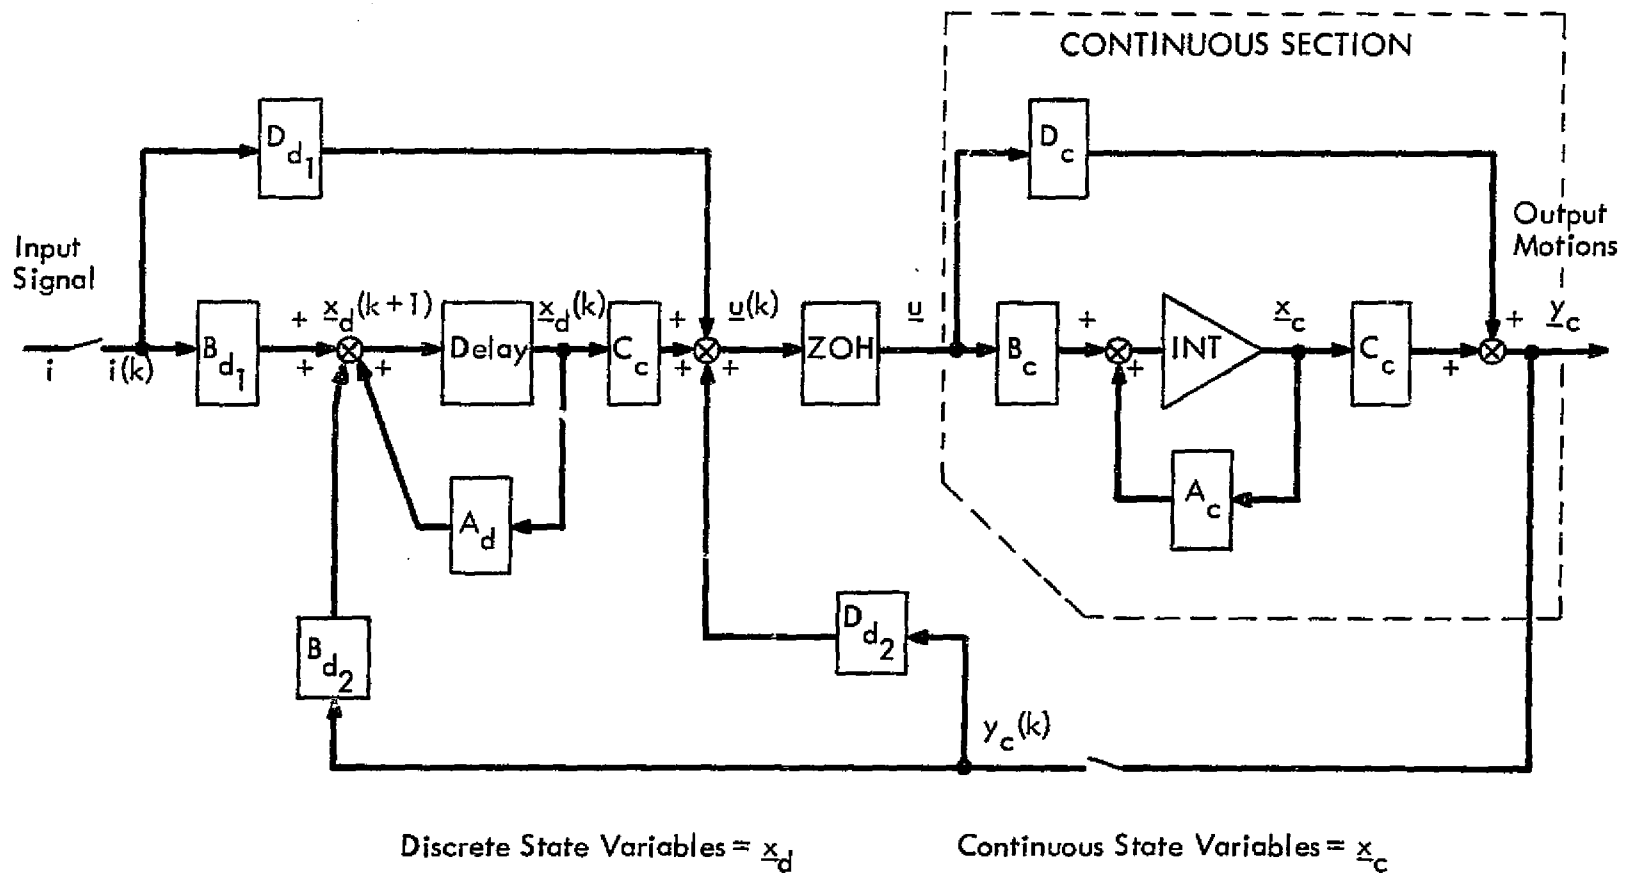 CONTINUOUS SECTION
D_d1
D_c
Input
Signal
Output
Motions
i
i(k)
B_d1
+
+
x_d(k+1)
+
Delay
x_d(k)
C_c
+
+
+
u(k)
ZOH
u
B_c
+
+
INT
x_c
C_c
+
+
y_c
A_d
A_c
B_d2
D_d2
y_c(k)
Discrete State Variables = x_d
Continuous State Variables = x_c